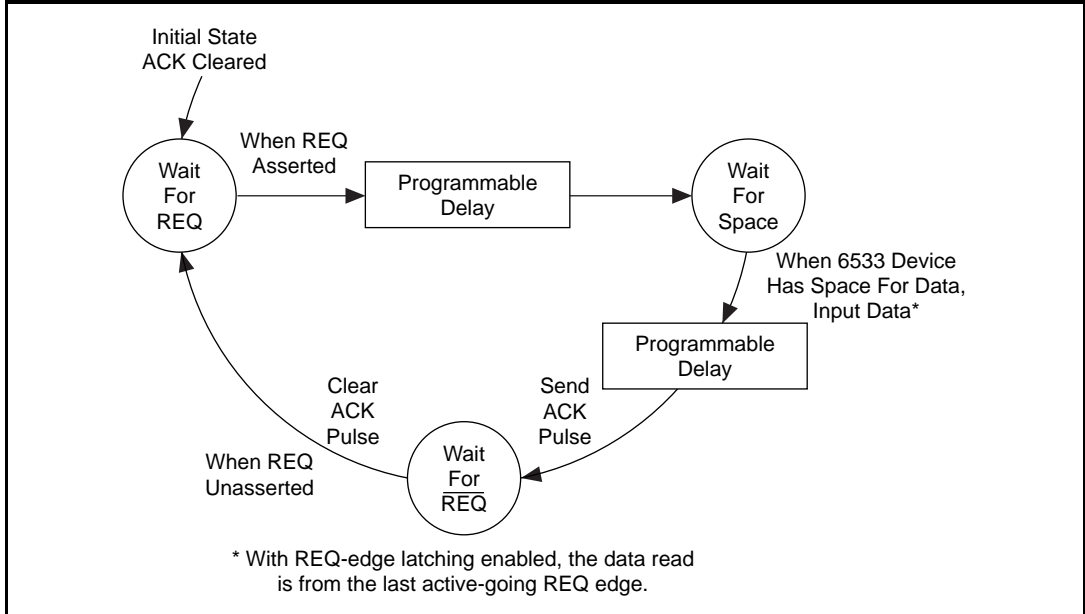 Initial State
ACK Cleared
Wait
For
REQ
When REQ
Asserted
Programmable
Delay
Wait
For
Space
When 6533 Device
Has Space For Data,
Input Data*
Programmable
Delay
Send
ACK
Pulse
Wait
For
R̅E̅Q̅
Clear
ACK
Pulse
When REQ
Unasserted
* With REQ-edge latching enabled, the data read
is from the last active-going REQ edge.